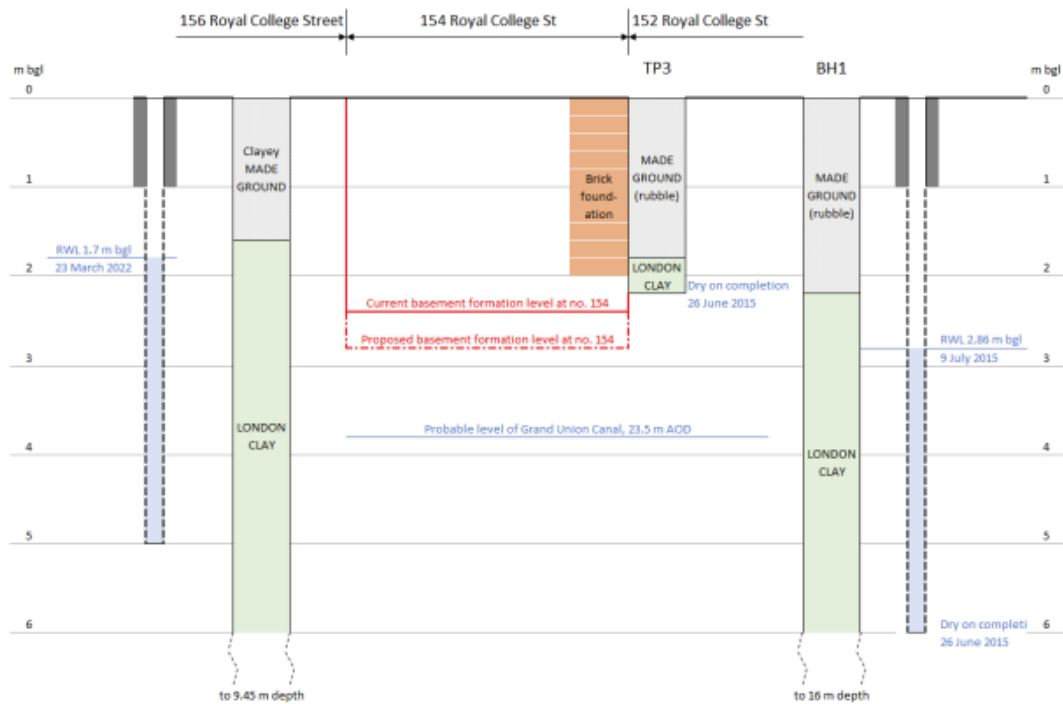 156 Royal College Street
154 Royal College St
152 Royal College St
TP3
BH1
m bgl
m bgl
0
0
Clayey
MADE
GROUND
Brick
found-
ation
MADE
GROUND
(rubble)
MADE
GROUND
(rubble)
1
1
RWL 1.7 m bgl
23 March 2022
2
2
LONDON
CLAY
Dry on completion
26 June 2015
Current basement formation level at no. 154
Proposed basement formation level at no. 154
RWL 2.86 m bgl
9 July 2015
3
3
Probable level of Grand Union Canal, 23.5 m AOD
LONDON
CLAY
LONDON
CLAY
4
4
5
5
6
6
Dry on completi
26 June 2015
to 9.45 m depth
to 16 m depth